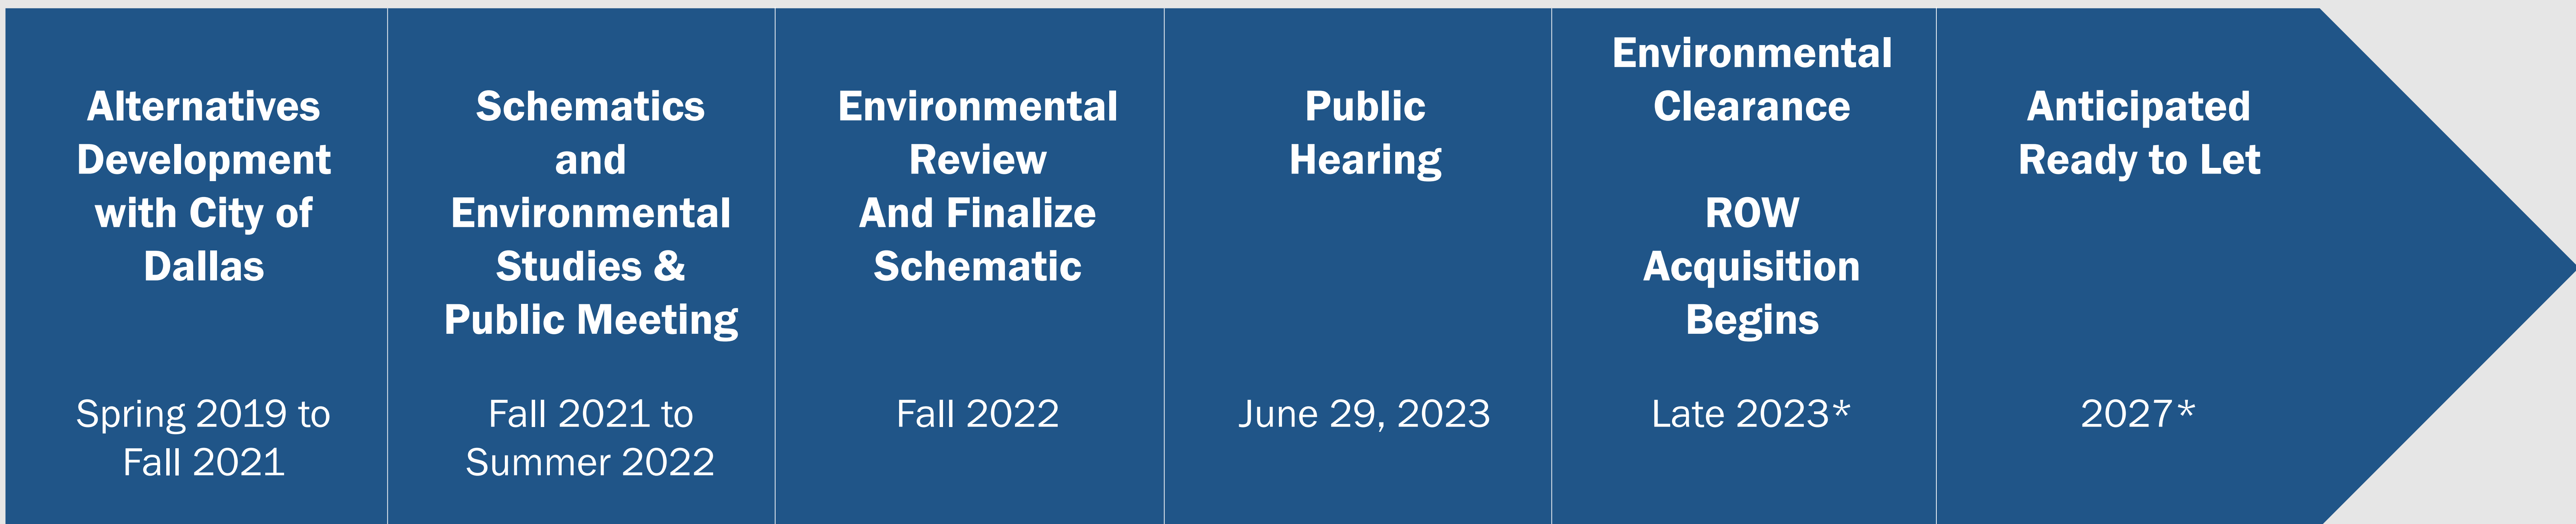 Alternatives
Development
with City of
Dallas
Spring 2019 to
Fall 2021
Schematics
and
Environmental
Studies &
Public Meeting
Fall 2021 to
Summer 2022
Environmental
Review
And Finalize
Schematic
Fall 2022
Public
Hearing
June 29, 2023
Environmental
Clearance
ROW
Acquisition
Begins
Late 2023*
Anticipated
Ready to Let
2027*